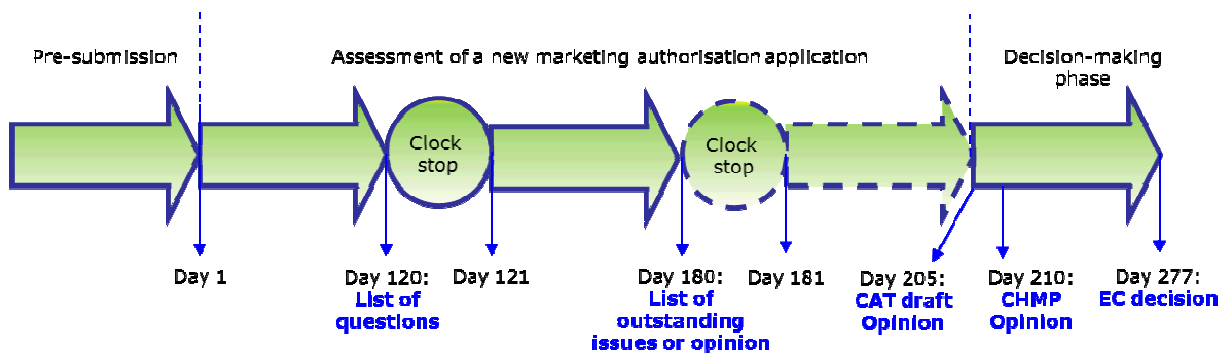 Pre-submission
Assessment of a new marketing authorisation application
Decision-making
phase
Clock
stop
Clock
stop
Day 1
Day 120:
List of
questions
Day 121
Day 180:
List of
outstanding
issues or opinion
Day 181
Day 205:
CAT draft
Opinion
Day 210:
CHMP
Opinion
Day 277:
EC decision